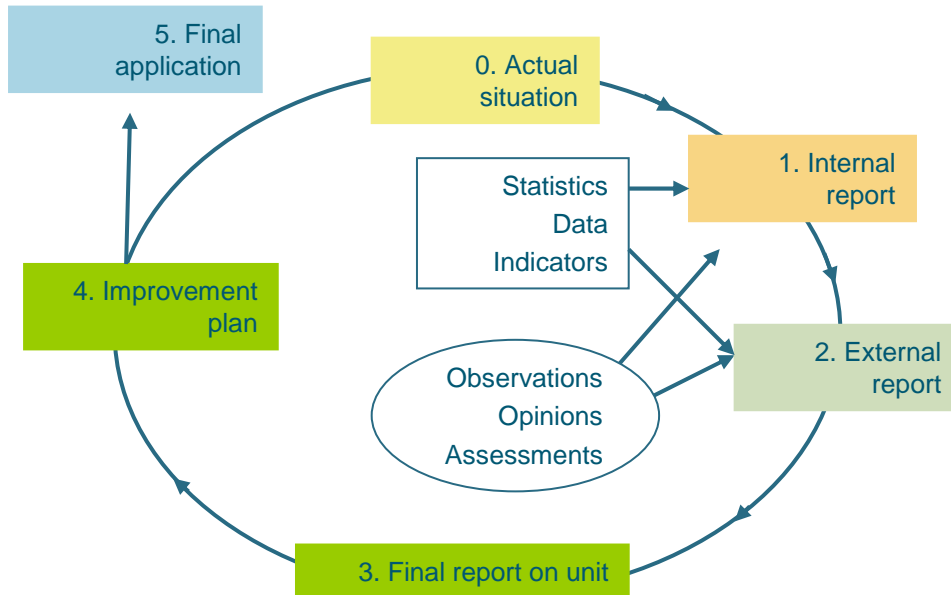 5. Final
application
0. Actual
situation
1. Internal
report
Statistics
Data
Indicators
4. Improvement
plan
2. External
report
Observations
Opinions
Assessments
3. Final report on unit